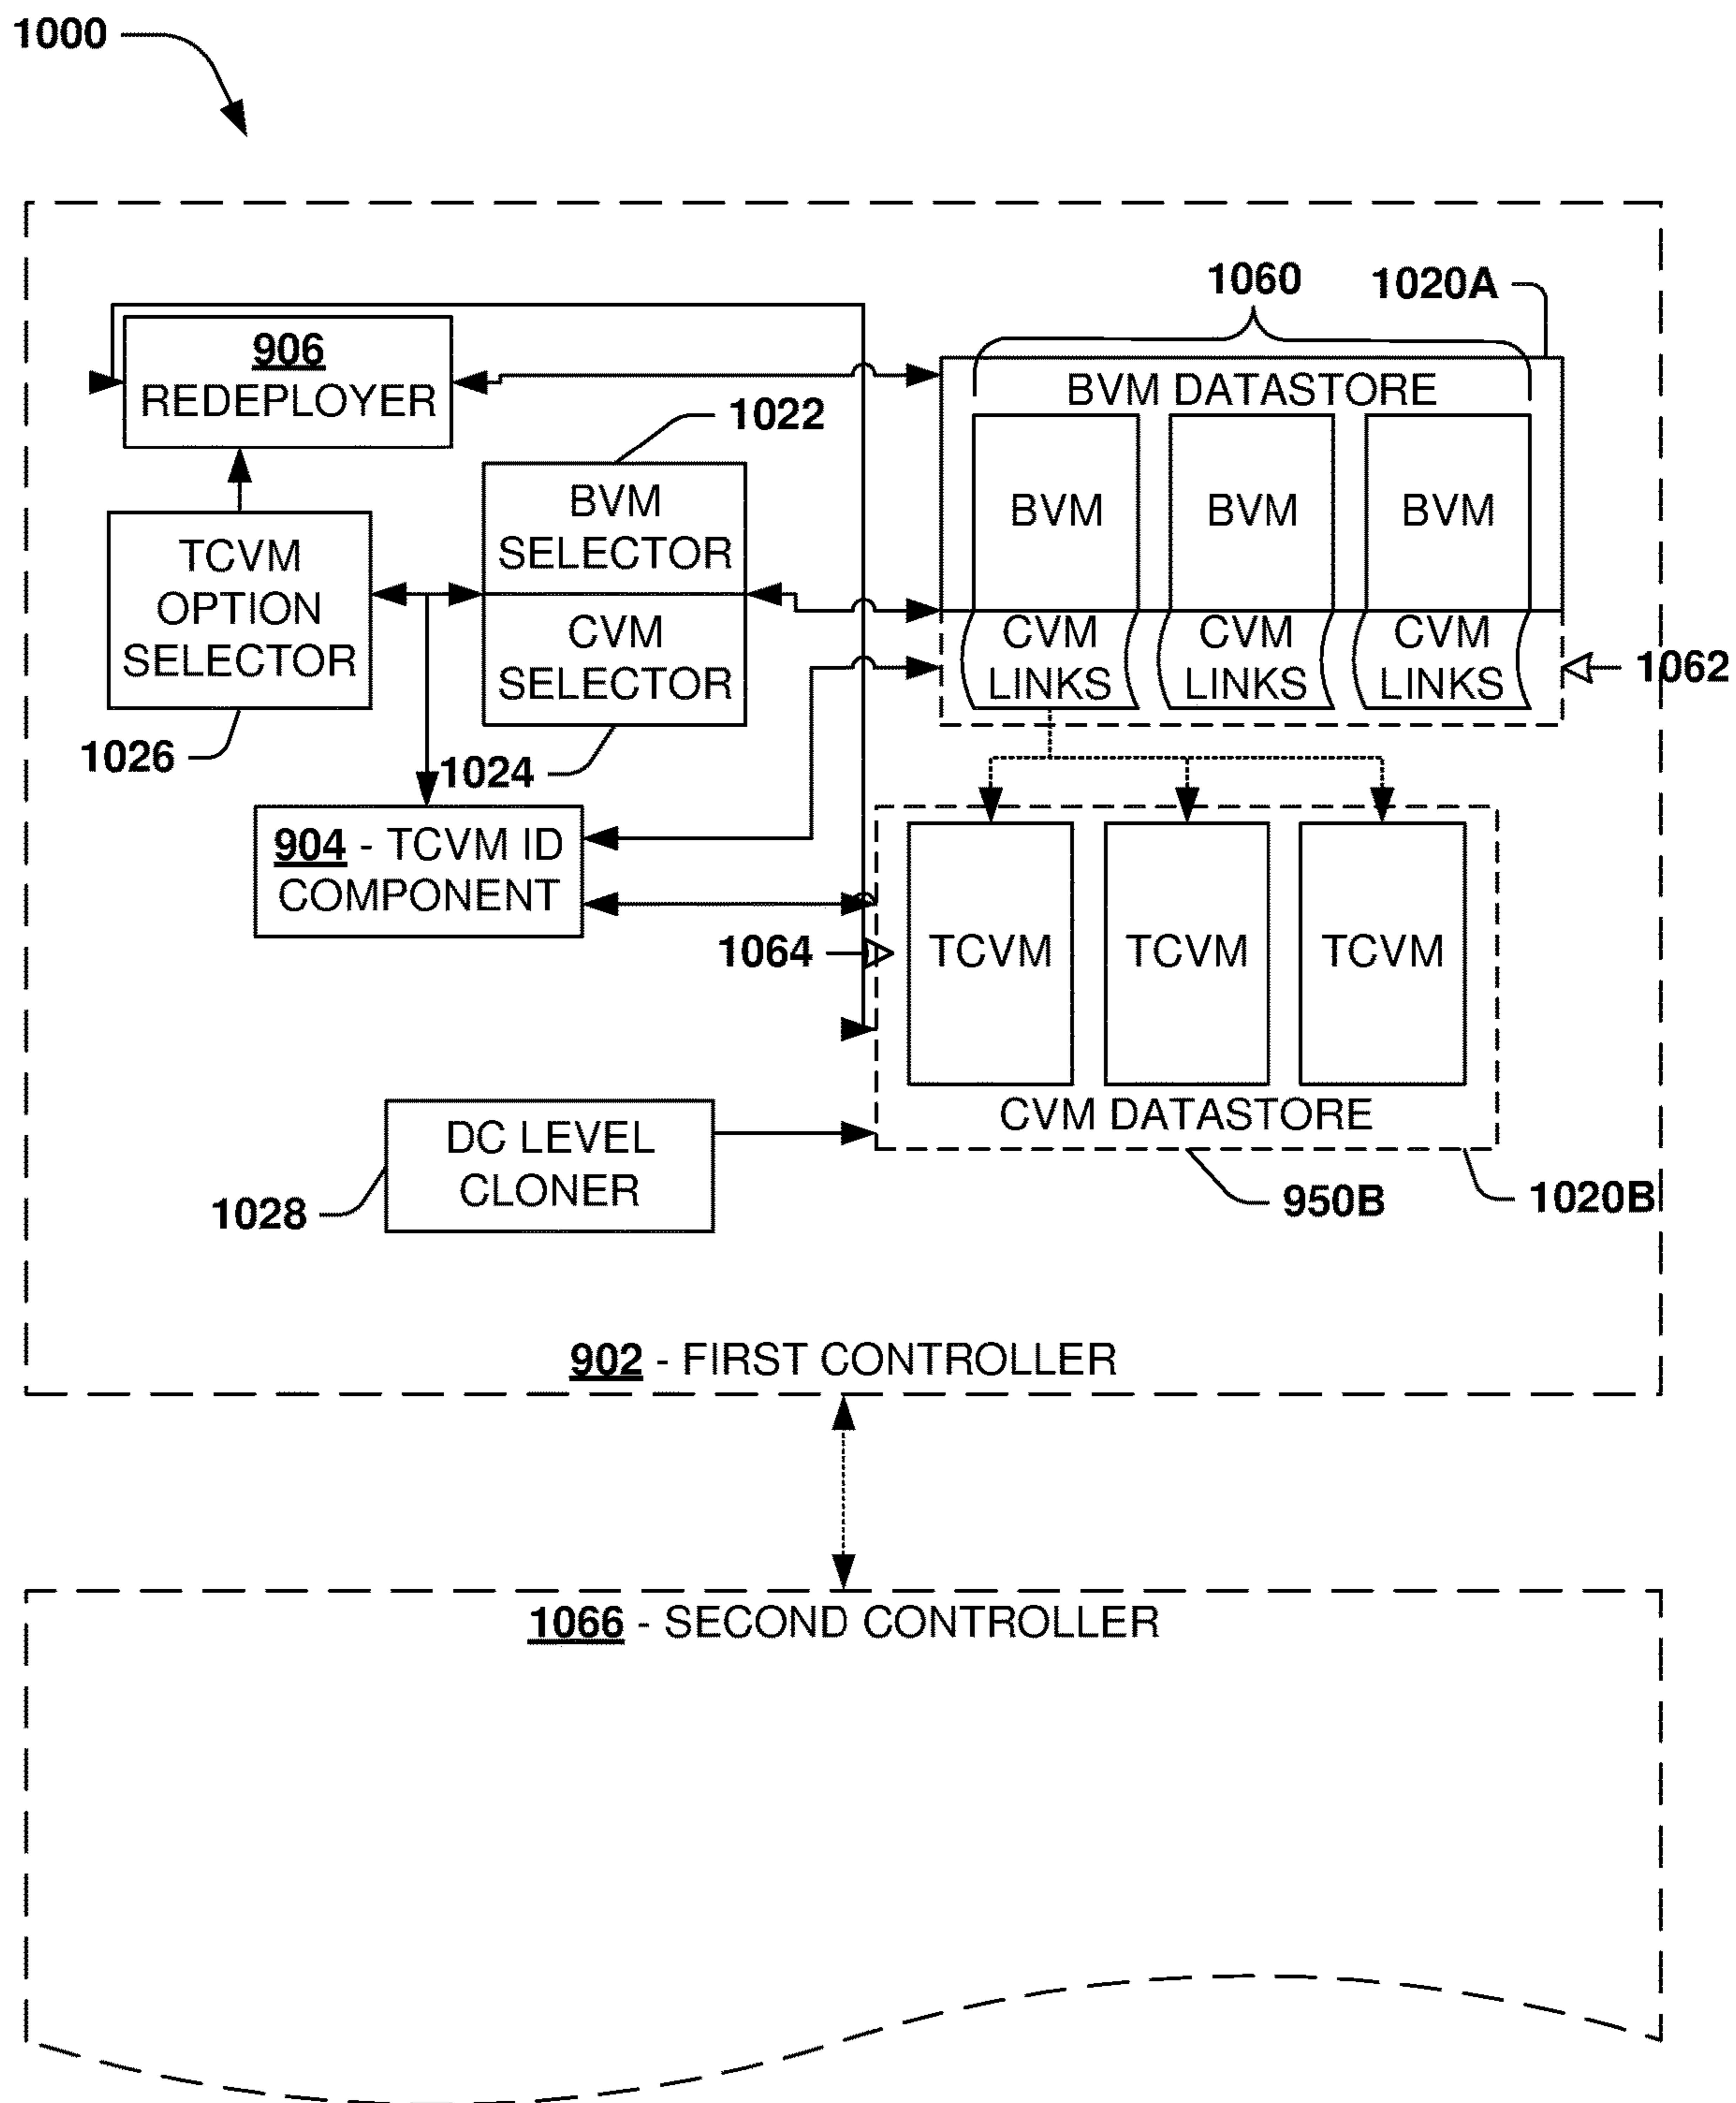 1000
1060
1020A
906
REDEPLOYER
BVM DATASTORE
1022
BVM
SELECTOR
BVM
BVM
BVM
TCVM
OPTION
SELECTOR
CVM
SELECTOR
CVM
LINKS
CVM
LINKS
CVM
LINKS
1062
1026
1024
904 - TCVM ID
COMPONENT
1064
TCVM
TCVM
TCVM
CVM DATASTORE
DC LEVEL
CLONER
1028
950B
1020B
902 - FIRST CONTROLLER
1066 - SECOND CONTROLLER